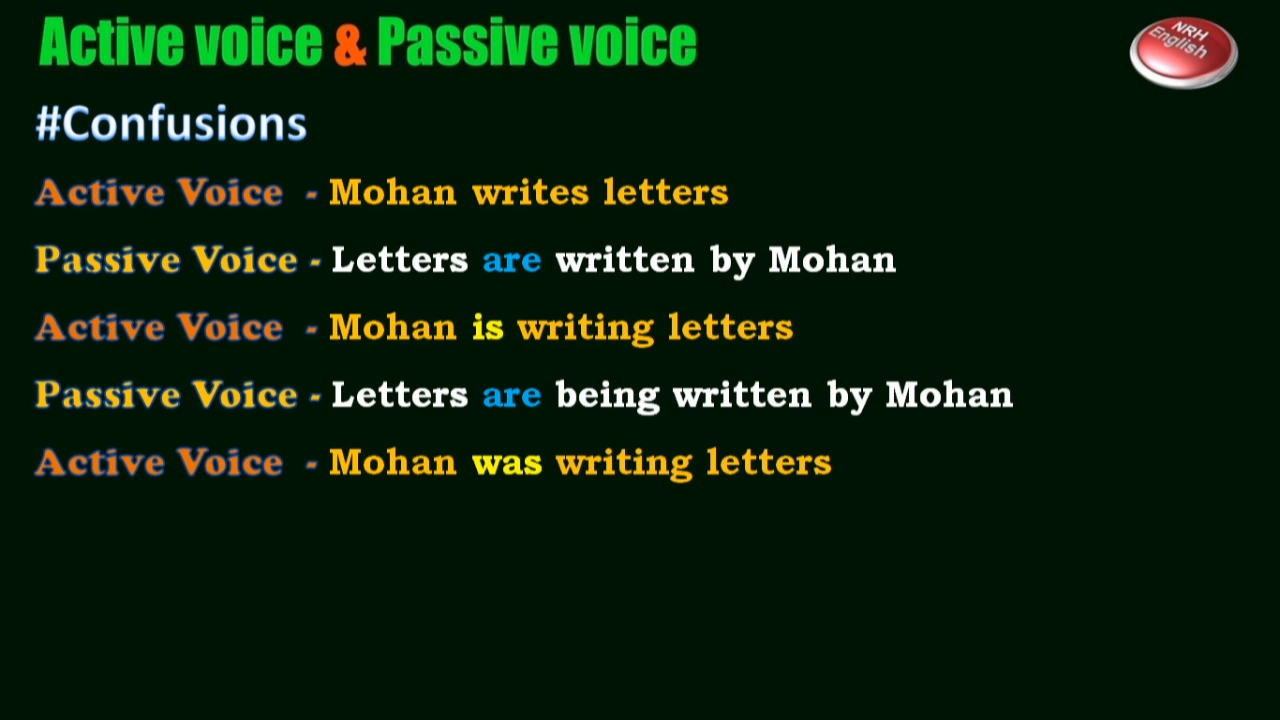 Active voice & Passive voice
NRH
English
#Confusions
Active Voice - Mohan writes letters
Passive Voice - Letters are written by Mohan
Active Voice - Mohan is writing letters
Passive Voice - Letters are being written by Mohan
Active Voice - Mohan was writing letters